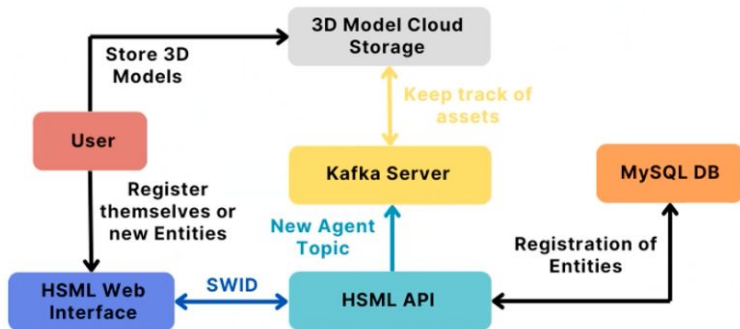 3D Model Cloud
Storage
Store 3D
Models
Keep track of
assets
User
Kafka Server
MySQL DB
Register
themselves or
new Entities
New Agent
Topic
Registration of
Entities
HSML Web
Interface
SWID
HSML API